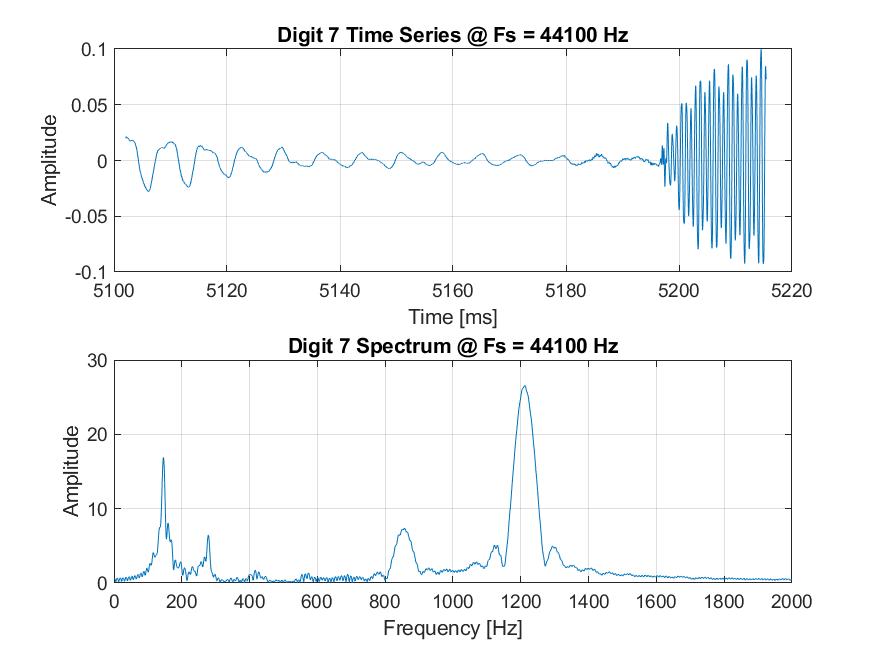 Digit 7 Time Series @ Fs = 44100 Hz
0.1
0.05
0
-0.05
-0.1
Amplitude
5100 5120 5140 5160 5180 5200 5220
Time [ms]
Digit 7 Spectrum @ Fs = 44100 Hz
30
20
10
0
Amplitude
0 200 400 600 800 1000 1200 1400 1600 1800 2000
Frequency [Hz]